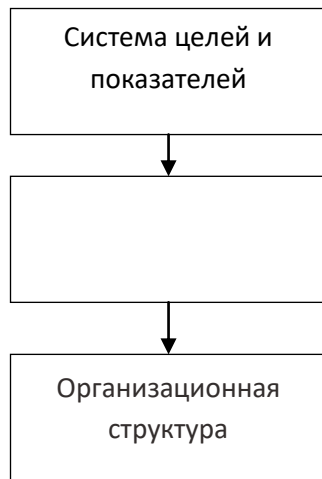 Система целей и
показателей
Организационная
структура